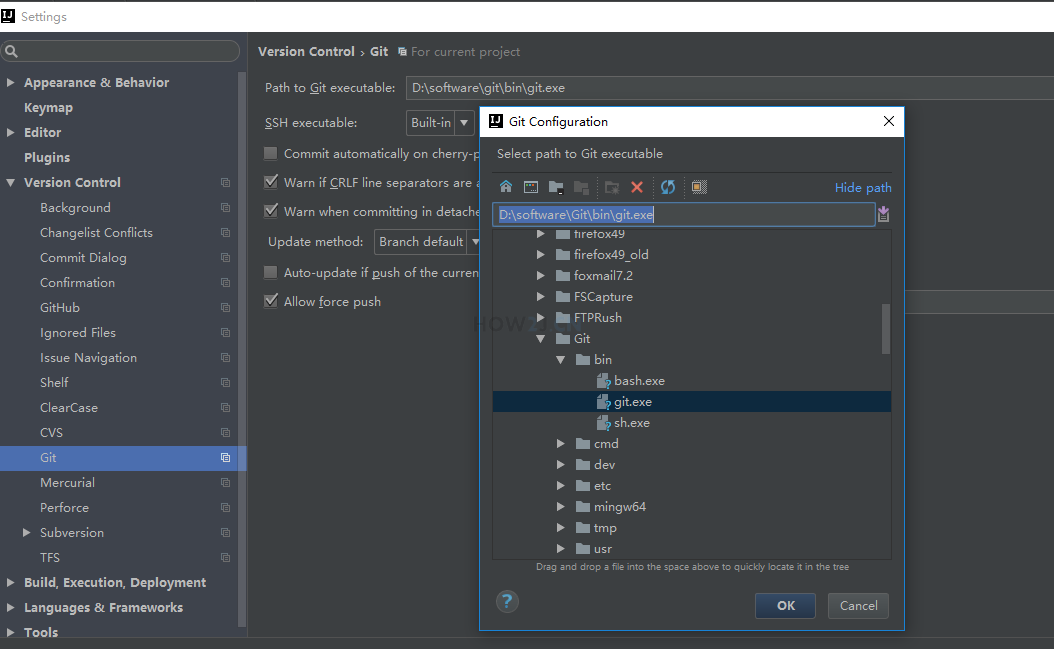 Settings
Version Control › Git For current project
Appearance & Behavior
Keymap
Editor
Plugins
Version Control
Background
Changelist Conflicts
Commit Dialog
Confirmation
GitHub
Ignored Files
Issue Navigation
Shelf
ClearCase
CVS
Git
Mercurial
Perforce
Subversion
TFS
Build, Execution, Deployment
Languages & Frameworks
Tools
Path to Git executable: D:\software\git\bin\git.exe
SSH executable: Built-in
Commit automatically on cherry-p
Warn if CRLF line separators are a
Warn when committing in detache
Update method: Branch default
Auto-update if push of the curren
Allow force push
Git Configuration
Select path to Git executable
Hide path
D:\software\Git\bin\git.exe
firefox49
firefox49_old
foxmail7.2
FSCapture
FTPRush
Git
bin
bash.exe
git.exe
sh.exe
cmd
dev
etc
mingw64
tmp
usr
Drag and drop a file into the space above to quickly locate it in the tree
?
OK Cancel